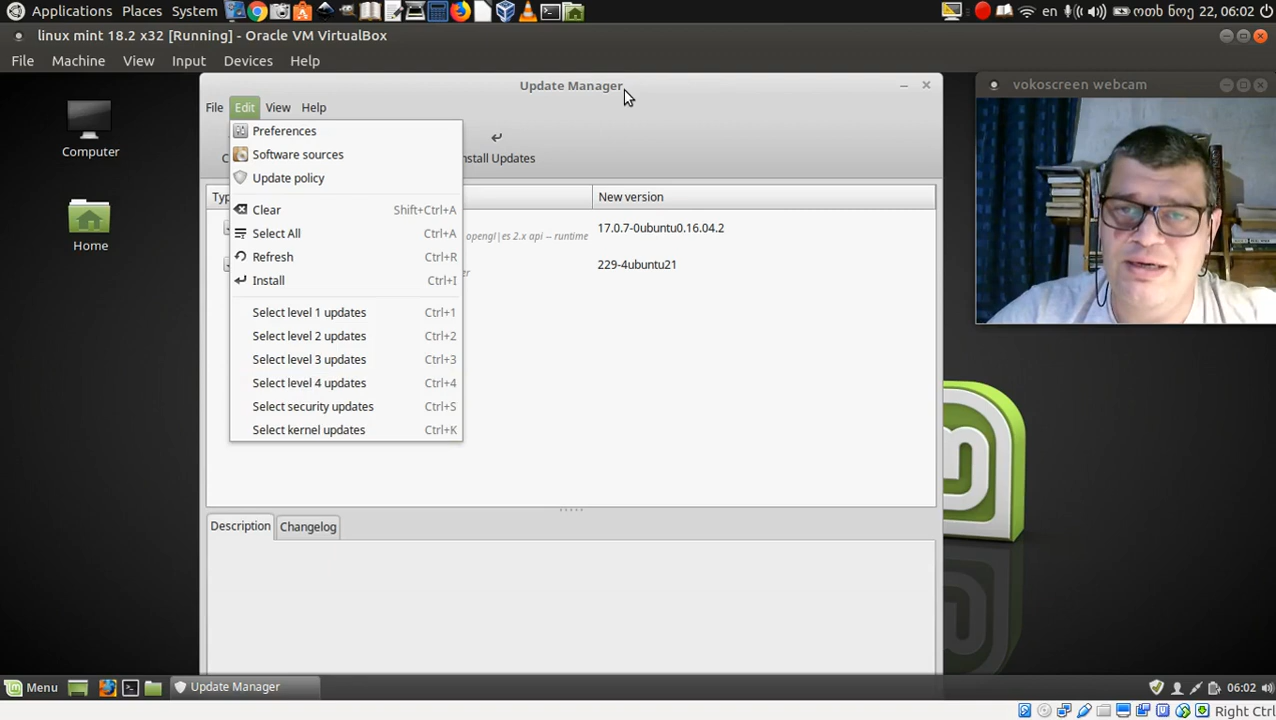 Applications Places System en ოთხ ნოე 22, 06:02
linux mint 18.2 x32 [Running] - Oracle VM VirtualBox
File Machine View Input Devices Help
Update Manager
vokoscreen webcam
File Edit View Help
Computer
Home
Preferences
Software sources
Update policy
Clear Shift+Ctrl+A
Select All Ctrl+A
Refresh Ctrl+R
Install Ctrl+I
Select level 1 updates Ctrl+1
Select level 2 updates Ctrl+2
Select level 3 updates Ctrl+3
Select level 4 updates Ctrl+4
Select security updates Ctrl+S
Select kernel updates Ctrl+K
nstall Updates
New version
opengl|es 2.x api -- runtime
17.0.7-0ubuntu0.16.04.2
229-4ubuntu21
Description Changelog
Menu Update Manager 06:02
Right Ctrl